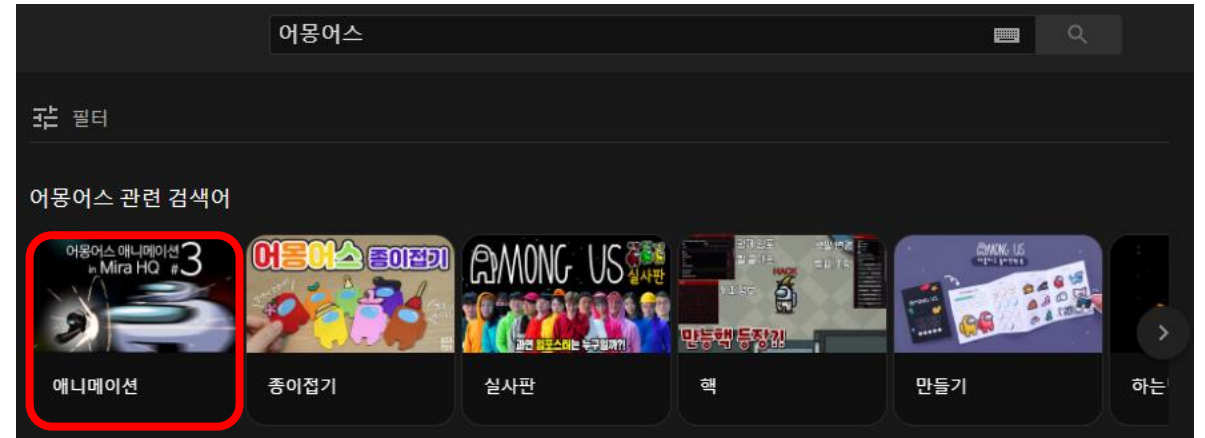 어몽어스
필터
어몽어스 관련 검색어
어몽어스 애니메이션 3
in Mira HQ #
어몽어스 종이접기
AMONG US
실사판
과연 임포스터는 누구일까?!
HACK
만능핵 등장!!
AMONG US
애니메이션
종이접기
실사판
핵
만들기
하는